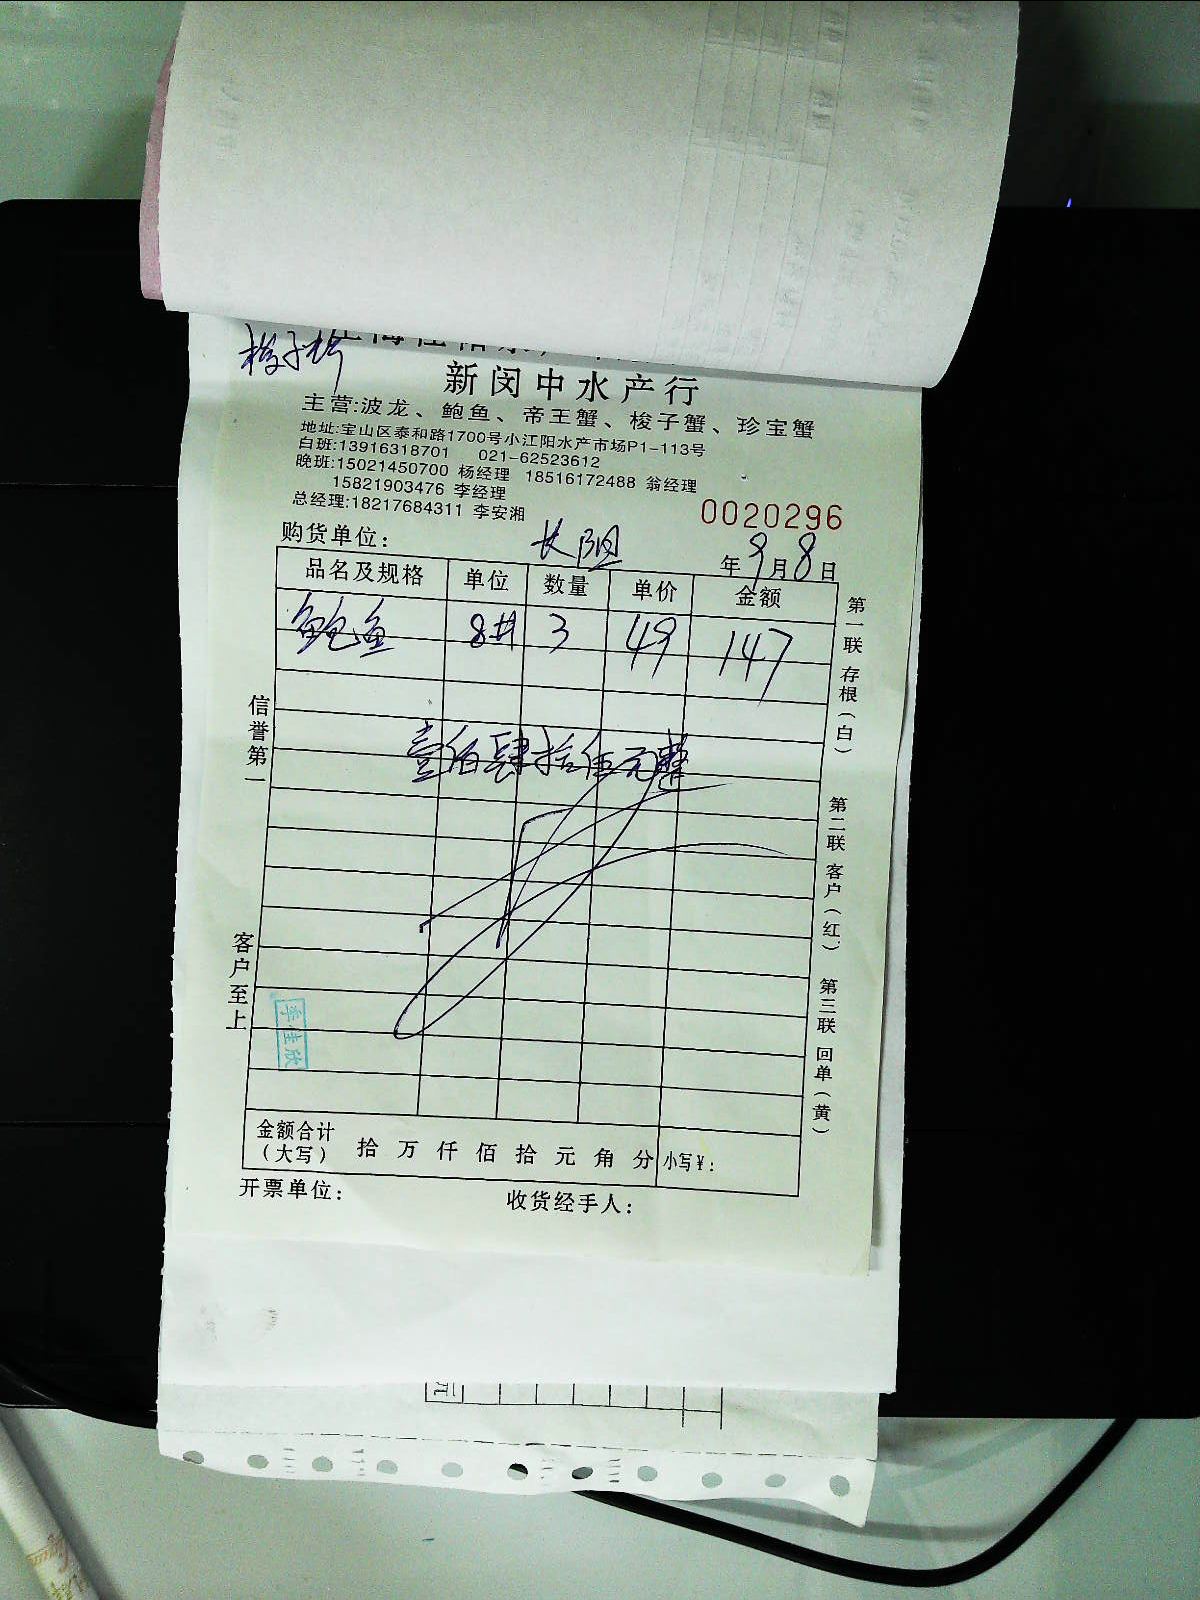 新闵中水产行
主营:波龙、鲍鱼、帝王蟹、梭子蟹、珍宝蟹
地址:宝山区泰和路1700号小江阳水产市场P1-113号
白班:13916318701 021-62523612
晚班:15021450700 杨经理 18516172488 翁经理
15821903476 李经理
总经理:18217684311 李安湘
0020296
购货单位: 长阳 年9月8日
品名及规格 单位 数量 单价 金额
鲍鱼 8# 3 49 147
壹佰肆拾伍元整
信誉第一
客户至上
第一联 存根(白)
第二联 客户(红)
第三联 回单(黄)
李佳欣
金额合计(大写) 拾 万 仟 佰 拾 元 角 分 小写¥:
开票单位: 收货经手人:
元